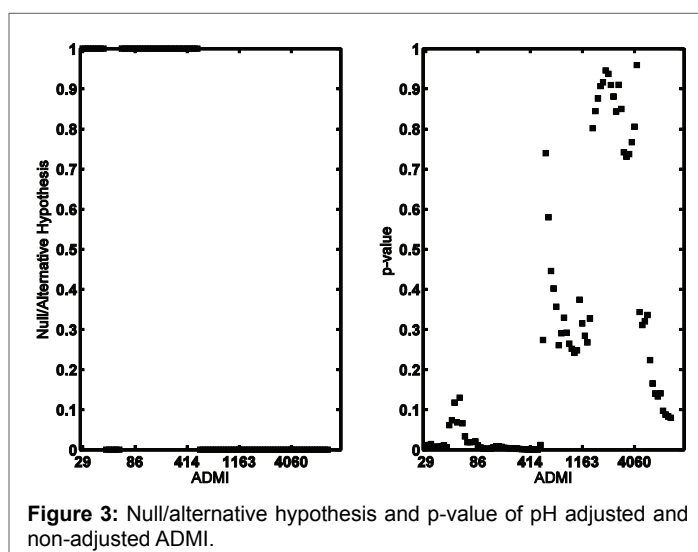 1
0.9
0.8
0.7
0.6
0.5
0.4
0.3
0.2
0.1
0
Null/Alternative Hypothesis
29 86 414 1163 4060
ADMI
1
0.9
0.8
0.7
0.6
0.5
0.4
0.3
0.2
0.1
0
p-value
29 86 414 1163 4060
ADMI
Figure 3: Null/alternative hypothesis and p-value of pH adjusted and
non-adjusted ADMI.